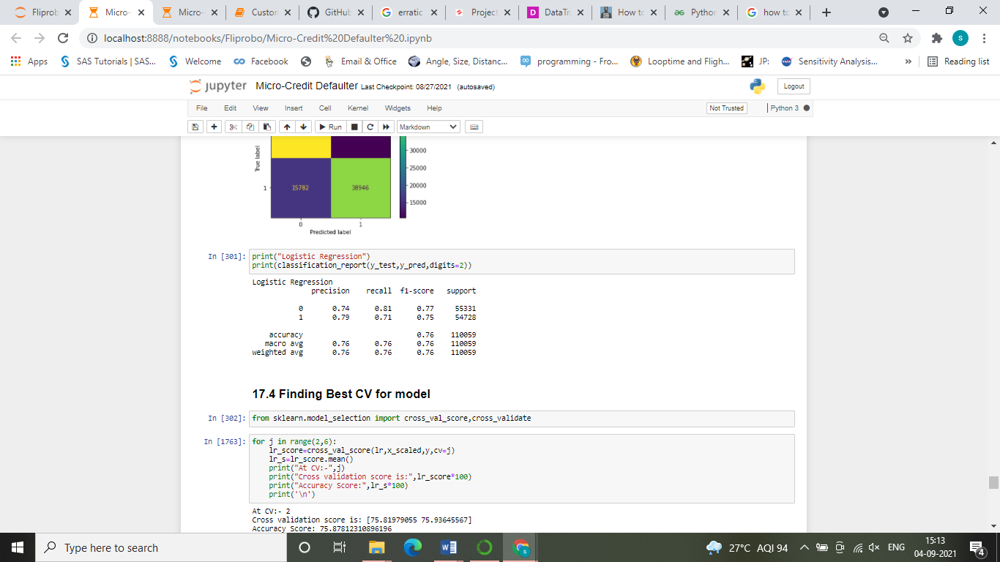 Fliprob
Micro-
Micro-
Custon
GitHub
erratic
Project
DataTr
How to
Python
how to
localhost:8888/notebooks/Fliprobo/Micro-Credit%20Defaulter%20.ipynb
s
Apps
SAS Tutorials | SAS...
Welcome
Facebook
Email & Office
Angle, Size, Distanc...
programming - Fro...
Looptime and Fligh...
JP:
Sensitivity Analysis...
»
Reading list
jupyter Micro-Credit Defaulter Last Checkpoint: 08/27/2021 (autosaved)
Logout
File Edit View Insert Cell Kernel Widgets Help
Not Trusted
Python 3
Run
Markdown
True label
30000
25000
20000
15000
1
15782 38946
0 1
Predicted label
In [301]: print("Logistic Regression")
print(classification_report(y_test,y_pred,digits=2))
Logistic Regression
precision recall f1-score support
0 0.74 0.81 0.77 55331
1 0.79 0.71 0.75 54728
accuracy 0.76 110059
macro avg 0.76 0.76 0.76 110059
weighted avg 0.76 0.76 0.76 110059
17.4 Finding Best CV for model
In [302]: from sklearn.model_selection import cross_val_score,cross_validate
In [1763]: for j in range(2,6):
lr_score=cross_val_score(lr,x_scaled,y,cv=j)
lr_s=lr_score.mean()
print("At CV:-",j)
print("Cross validation score is:",lr_score*100)
print("Accuracy Score:",lr_s*100)
print('\n')
At CV:- 2
Cross validation score is: [75.81979055 75.93645567]
Accuracy Score: 75.87812310896196
Type here to search
27°C AQI 94
ENG
15:13
04-09-2021
4